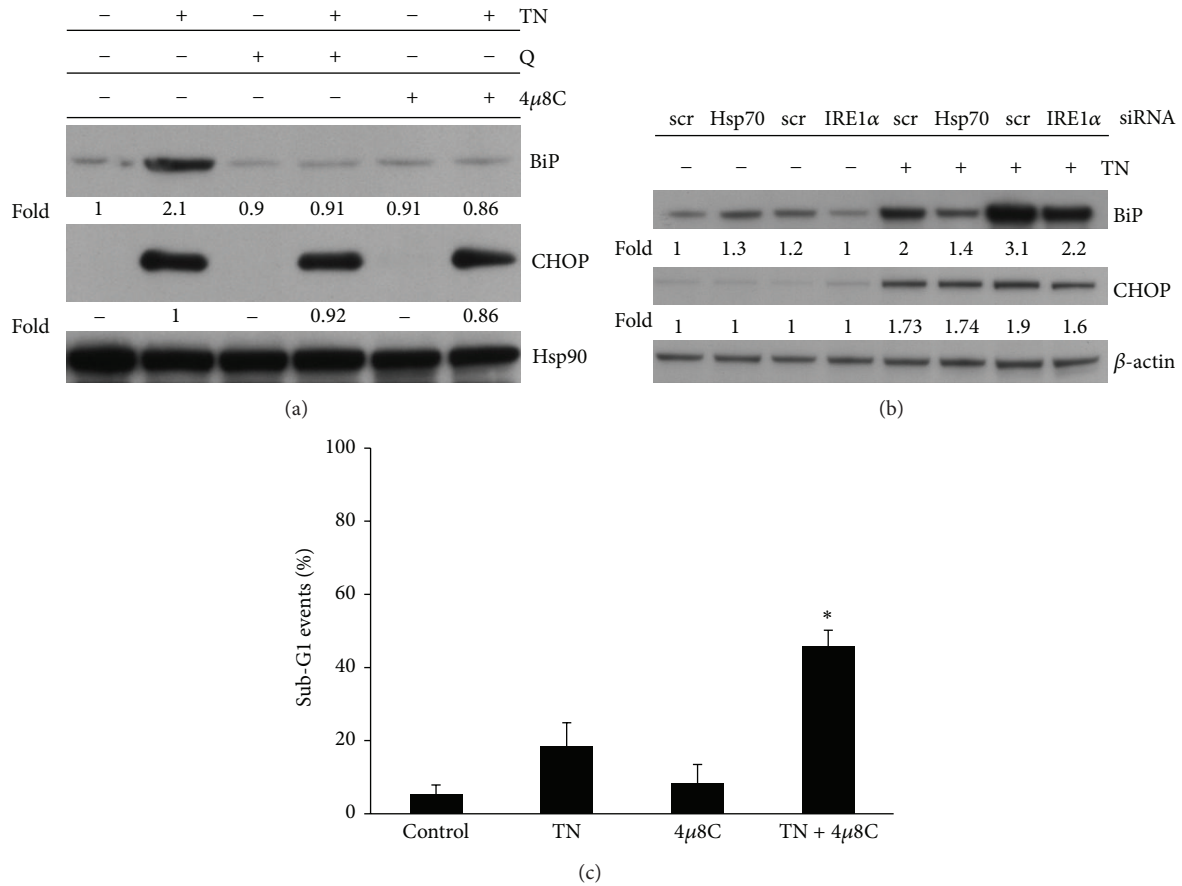 − + − + − + TN
− − + + − − Q
− − − − + + 4μ8C
BiP
Fold 1 2.1 0.9 0.91 0.91 0.86
CHOP
Fold − 1 − 0.92 − 0.86
Hsp90
(a)
scr Hsp70 scr IRE1α scr Hsp70 scr IRE1α siRNA
− − − − + + + + TN
BiP
Fold 1 1.3 1.2 1 2 1.4 3.1 2.2
CHOP
Fold 1 1 1 1 1.73 1.74 1.9 1.6
β-actin
(b)
100
80
60
40
20
0
Sub-G1 events (%)
*
Control TN 4μ8C TN + 4μ8C
(c)